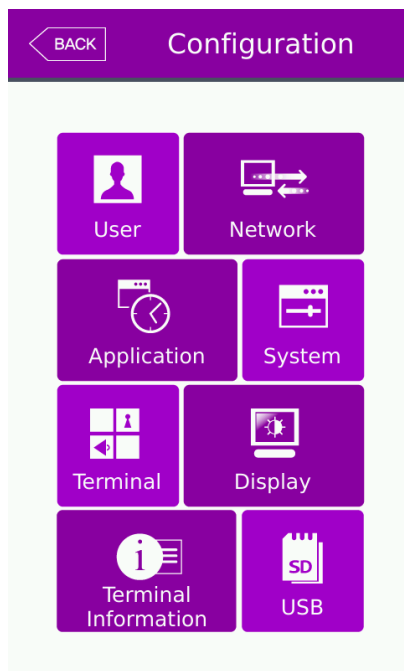 BACK
Configuration
User
Network
Application
System
Terminal
Display
i
Terminal
Information
SD
USB